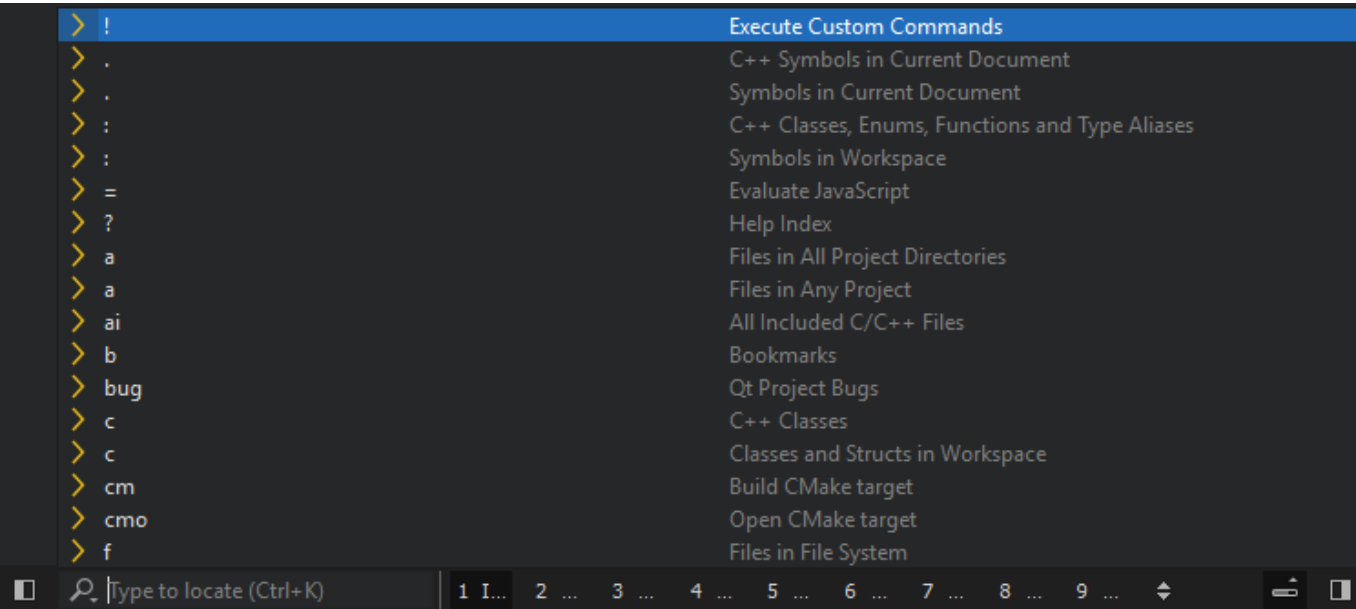 ! Execute Custom Commands
. C++ Symbols in Current Document
. Symbols in Current Document
: C++ Classes, Enums, Functions and Type Aliases
: Symbols in Workspace
= Evaluate JavaScript
? Help Index
a Files in All Project Directories
a Files in Any Project
ai All Included C/C++ Files
b Bookmarks
bug Qt Project Bugs
c C++ Classes
c Classes and Structs in Workspace
cm Build CMake target
cmo Open CMake target
f Files in File System
Type to locate (Ctrl+K) 1 I... 2 ... 3 ... 4 ... 5 ... 6 ... 7 ... 8 ... 9 ...